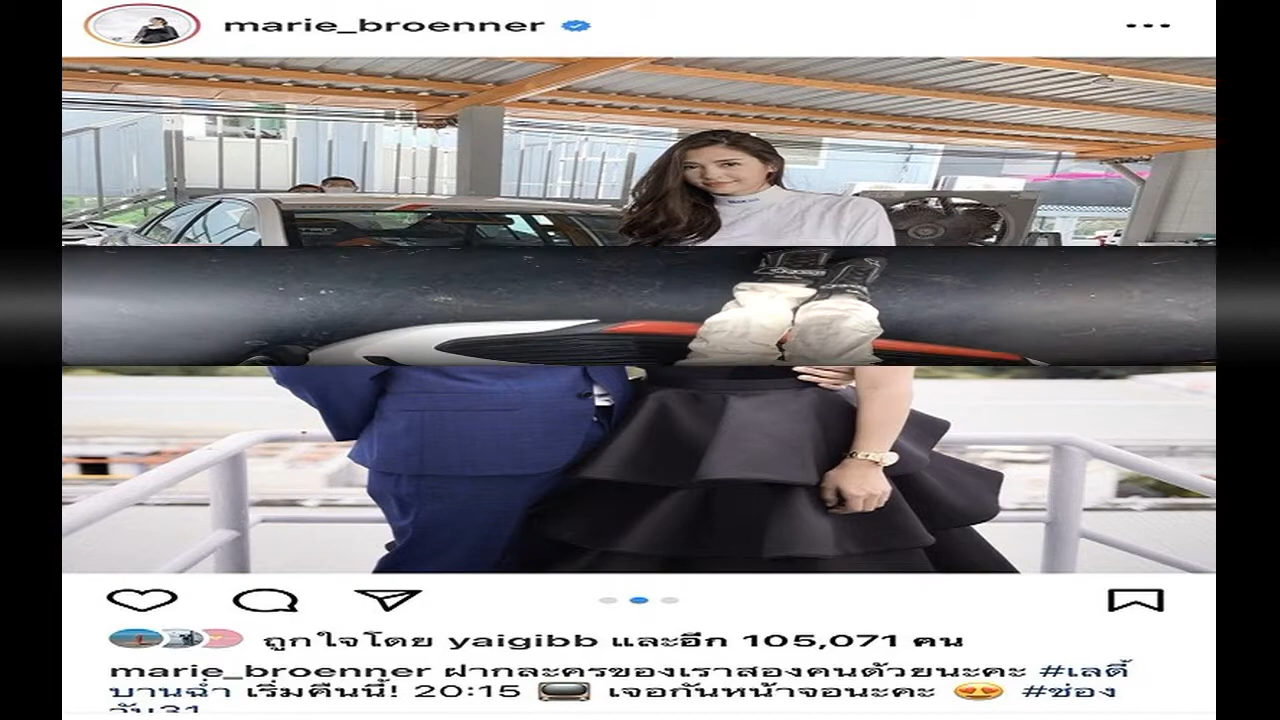 marie_broenner
ถูกใจโดย yaigibb และอีก 105,071 คน
marie_broenner ฝากละครของเราสองคนด้วยนะคะ #เลดี้
บานฉ่ำ เริ่มคืนนี้! 20:15 📺 เจอกันหน้าจอนะคะ 😍 #ช่อง
วัน31